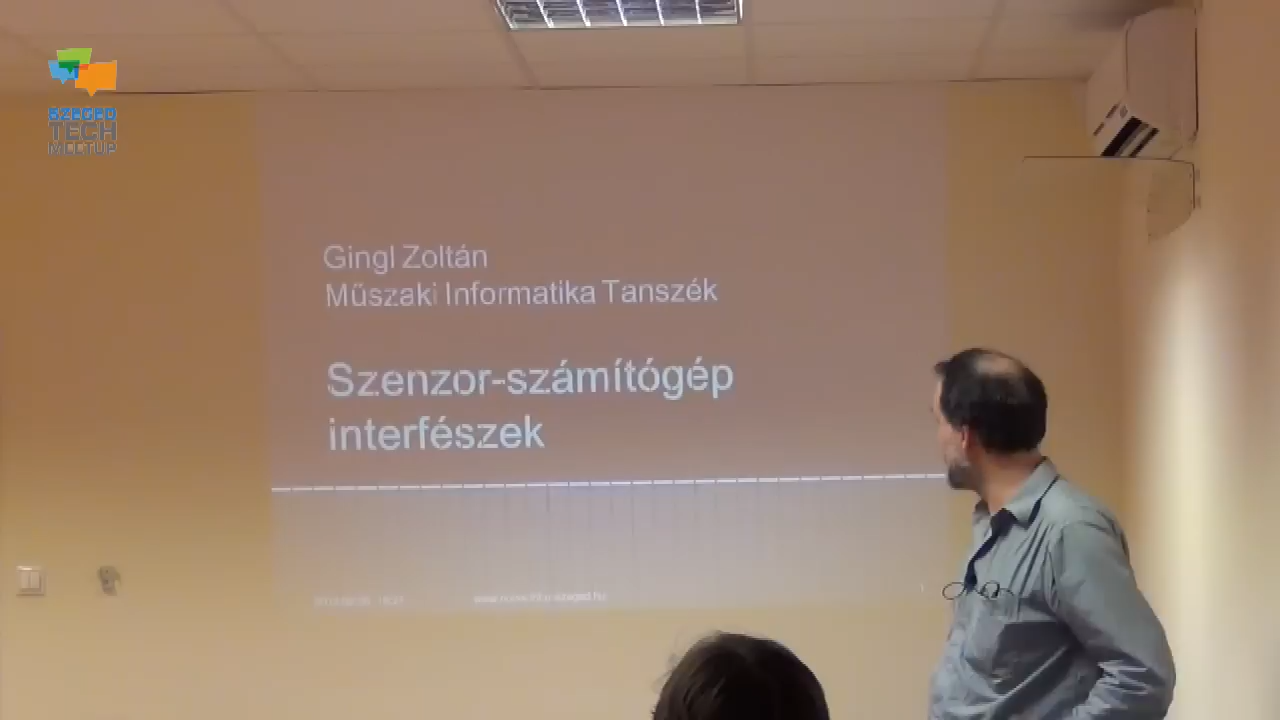 SZEGED
TECH
MEETUP
Gingl Zoltán
Műszaki Informatika Tanszék
Szenzor-számítógép
interfészek